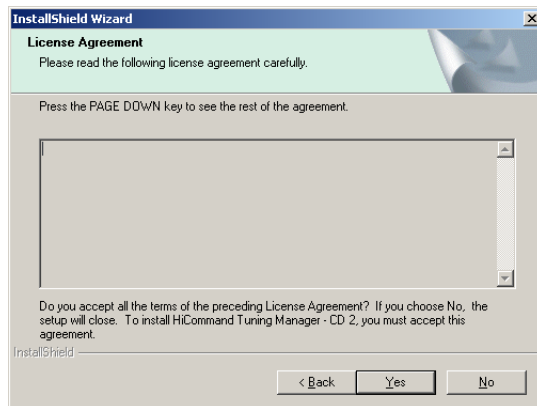 InstallShield Wizard
License Agreement
Please read the following license agreement carefully.
Press the PAGE DOWN key to see the rest of the agreement.
Do you accept all the terms of the preceding License Agreement? If you choose No, the
setup will close. To install HiCommand Tuning Manager - CD 2, you must accept this
agreement.
InstallShield
< Back Yes No